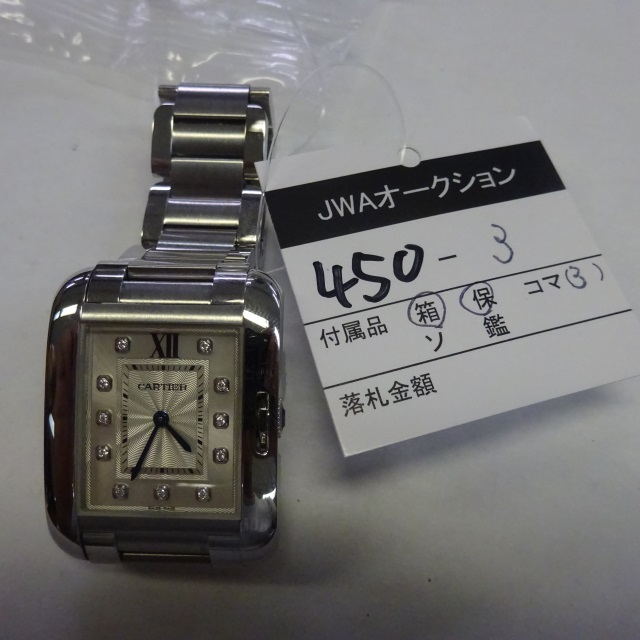 JWAオークション
450-3
付属品 箱 保 コマ(3)
ソ 鑑
落札金額
XII
CARTIER